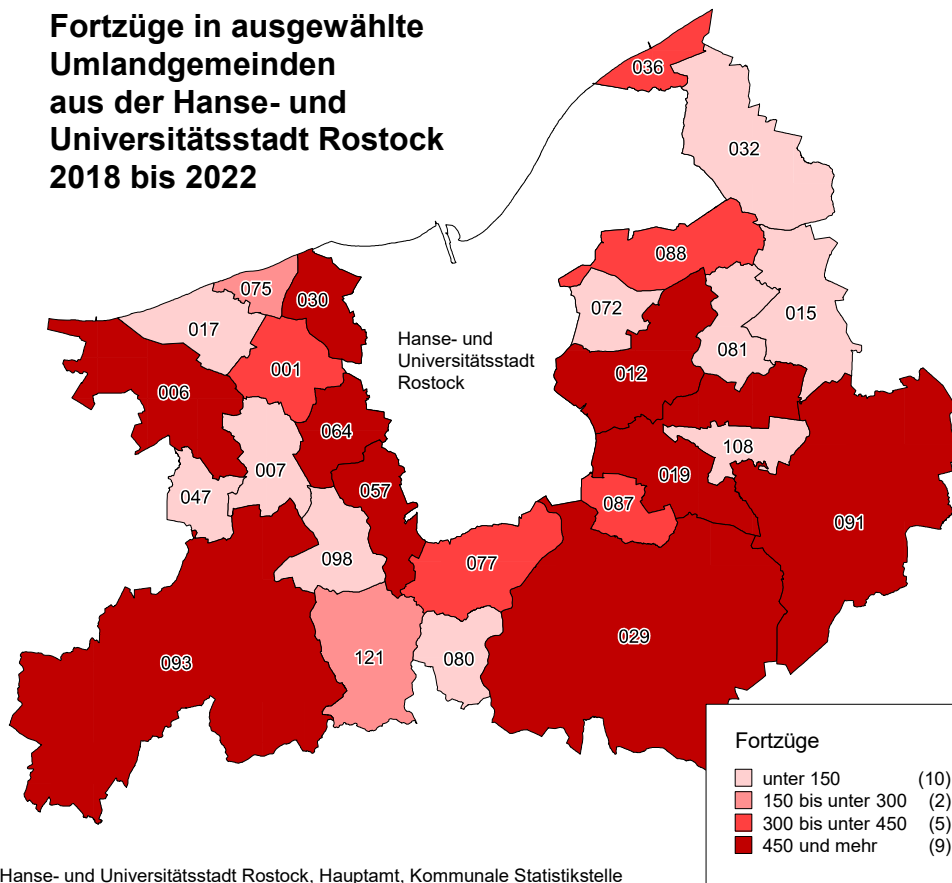 Fortzüge in ausgewählte
Umlandgemeinden
aus der Hanse- und
Universitätsstadt Rostock
2018 bis 2022
036
032
088
075
030
072
015
017
Hanse- und
Universitätsstadt
Rostock
081
001
012
006
064
108
007
019
057
047
087
091
098
077
029
093
121
080
Fortzüge
unter 150 (10)
150 bis unter 300 (2)
300 bis unter 450 (5)
450 und mehr (9)
Hanse- und Universitätsstadt Rostock, Hauptamt, Kommunale Statistikstelle